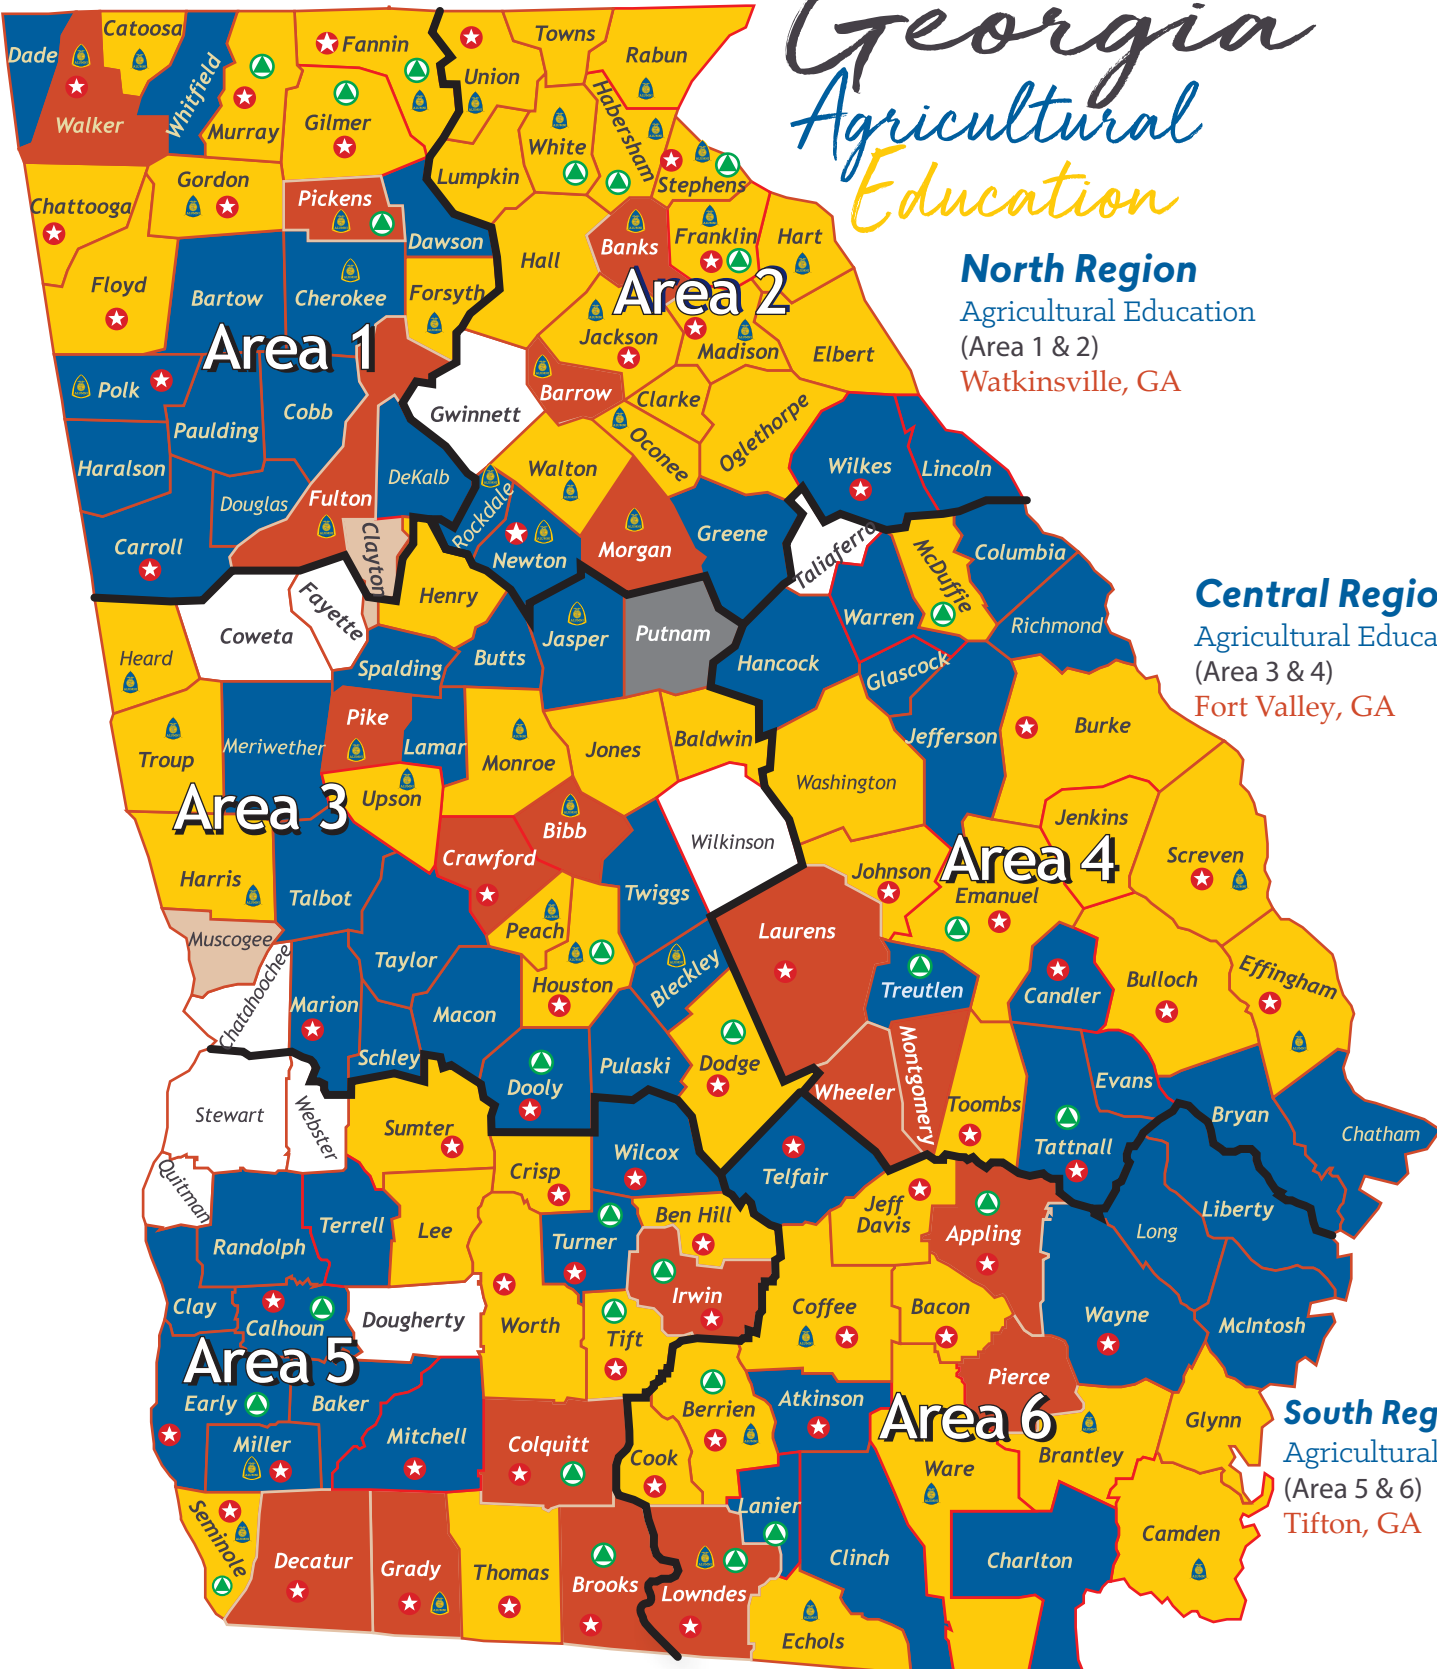 Georgia
Agricultural
Education
North Region
Agricultural Education
(Area 1 & 2)
Watkinsville, GA
Central Regio
Agricultural Educa
(Area 3 & 4)
Fort Valley, GA
South Reg
Agricultural
(Area 5 & 6)
Tifton, GA
Area 1
Dade
Catoosa
Walker
Whitfield
Murray
Fannin
Gilmer
Chattooga
Gordon
Pickens
Dawson
Floyd
Bartow
Cherokee
Forsyth
Polk
Paulding
Cobb
Haralson
Douglas
Fulton
DeKalb
Carroll
Clayton
Area 2
Union
Towns
Rabun
White
Habersham
Lumpkin
Stephens
Hall
Banks
Franklin
Hart
Jackson
Madison
Elbert
Gwinnett
Barrow
Clarke
Oconee
Oglethorpe
Walton
Wilkes
Lincoln
Rockdale
Newton
Morgan
Greene
Area 3
Henry
Fayette
Coweta
Heard
Spalding
Butts
Jasper
Putnam
Troup
Meriwether
Pike
Lamar
Monroe
Jones
Baldwin
Upson
Bibb
Crawford
Wilkinson
Harris
Talbot
Twiggs
Muscogee
Peach
Taylor
Houston
Bleckley
Chatahoochee
Marion
Macon
Schley
Dooly
Pulaski
Dodge
Area 4
Taliaferro
McDuffie
Columbia
Warren
Richmond
Hancock
Glascock
Jefferson
Burke
Washington
Jenkins
Johnson
Emanuel
Screven
Laurens
Treutlen
Candler
Bulloch
Effingham
Montgomery
Wheeler
Toombs
Evans
Tattnall
Bryan
Chatham
Telfair
Area 5
Stewart
Webster
Sumter
Quitman
Crisp
Wilcox
Randolph
Terrell
Lee
Turner
Ben Hill
Irwin
Clay
Calhoun
Dougherty
Worth
Tift
Early
Baker
Miller
Mitchell
Colquitt
Seminole
Decatur
Grady
Thomas
Brooks
Area 6
Jeff
Davis
Appling
Long
Liberty
Coffee
Bacon
Wayne
McIntosh
Pierce
Berrien
Atkinson
Glynn
Cook
Ware
Brantley
Lanier
Clinch
Charlton
Camden
Lowndes
Echols